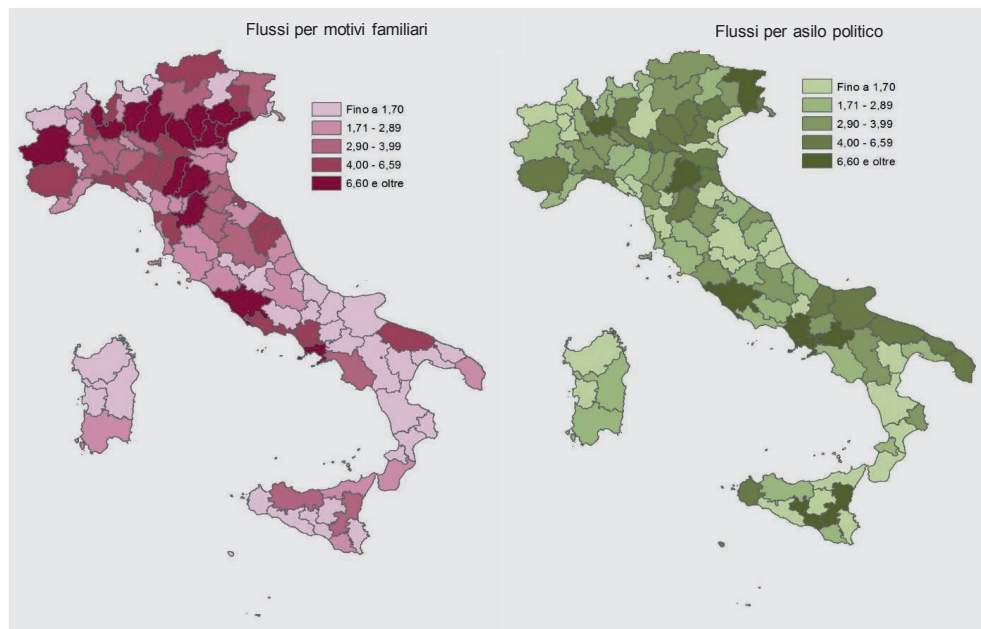 Flussi per motivi familiari
Fino a 1,70
1,71 - 2,89
2,90 - 3,99
4,00 - 6,59
6,60 e oltre
Flussi per asilo politico
Fino a 1,70
1,71 - 2,89
2,90 - 3,99
4,00 - 6,59
6,60 e oltre